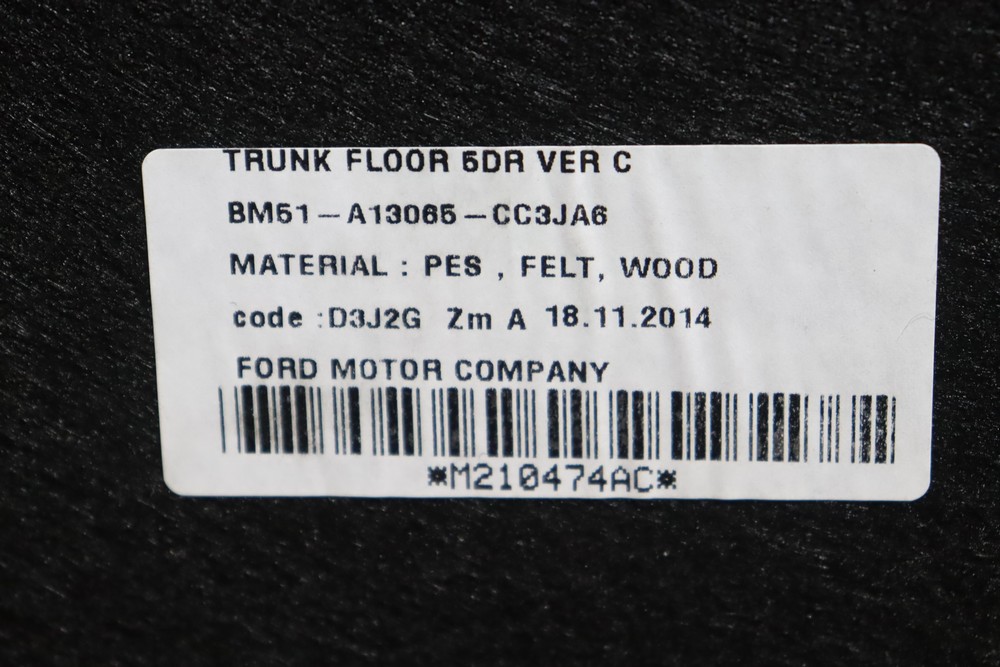 TRUNK FLOOR 5DR VER C
BM51-A13065-CC3JA6
MATERIAL : PES , FELT, WOOD
code :D3J2G Zm A 18.11.2014
FORD MOTOR COMPANY
*M210474AC*